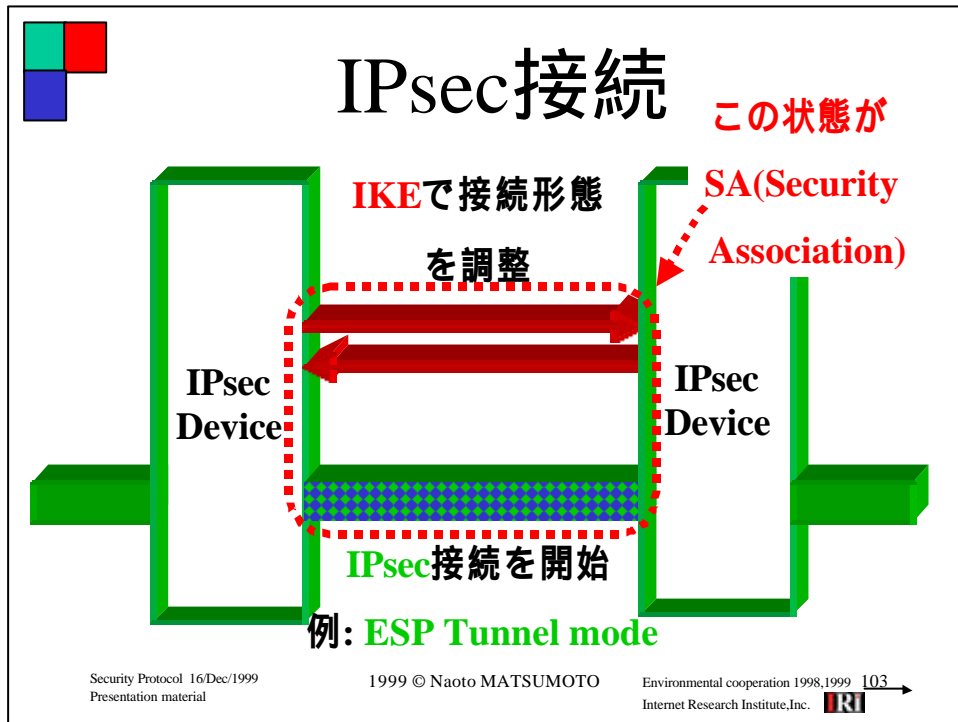 IPsec接続
この状態が
SA(Security
Association)
IKEで接続形態
を調整
IPsec
Device
IPsec
Device
IPsec接続を開始
例: ESP Tunnel mode
Security Protocol 16/Dec/1999
Presentation material
1999 © Naoto MATSUMOTO
Environmental cooperation 1998,1999 103
Internet Research Institute,Inc. IRi